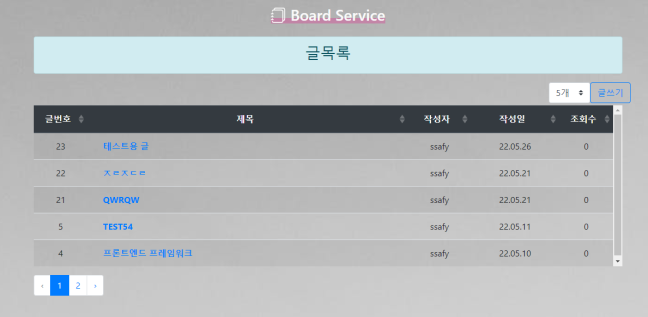 Board Service
글목록
5개 글쓰기
글번호 제목 작성자 작성일 조회수
23 테스트용 글 ssafy 22.05.26 0
22 ㅈㄹㅈㄷㄹ ssafy 22.05.21 0
21 QWRQW ssafy 22.05.21 0
5 TEST54 ssafy 22.05.11 0
4 프론트엔드 프레임워크 ssafy 22.05.10 0
‹ 1 2 ›